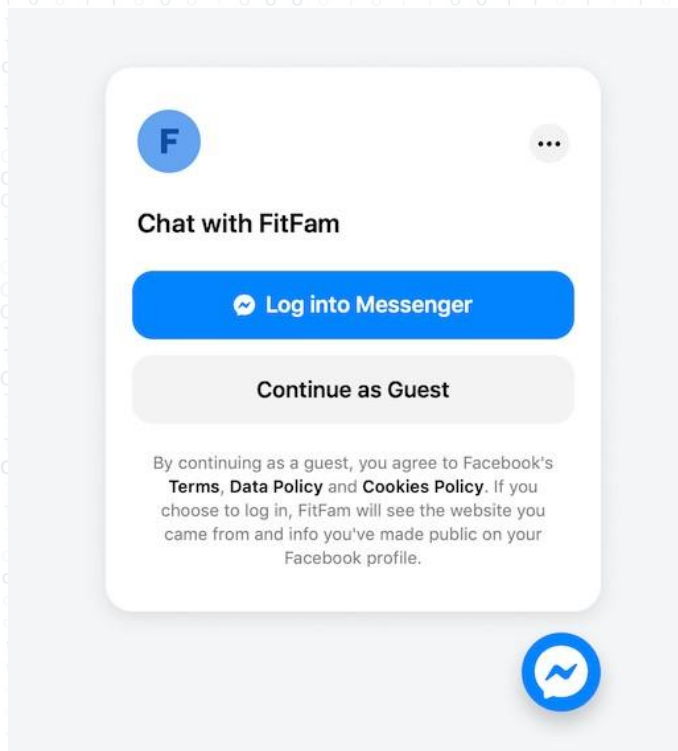 F
...
Chat with FitFam
Log into Messenger
Continue as Guest
By continuing as a guest, you agree to Facebook's
Terms, Data Policy and Cookies Policy. If you
choose to log in, FitFam will see the website you
came from and info you've made public on your
Facebook profile.